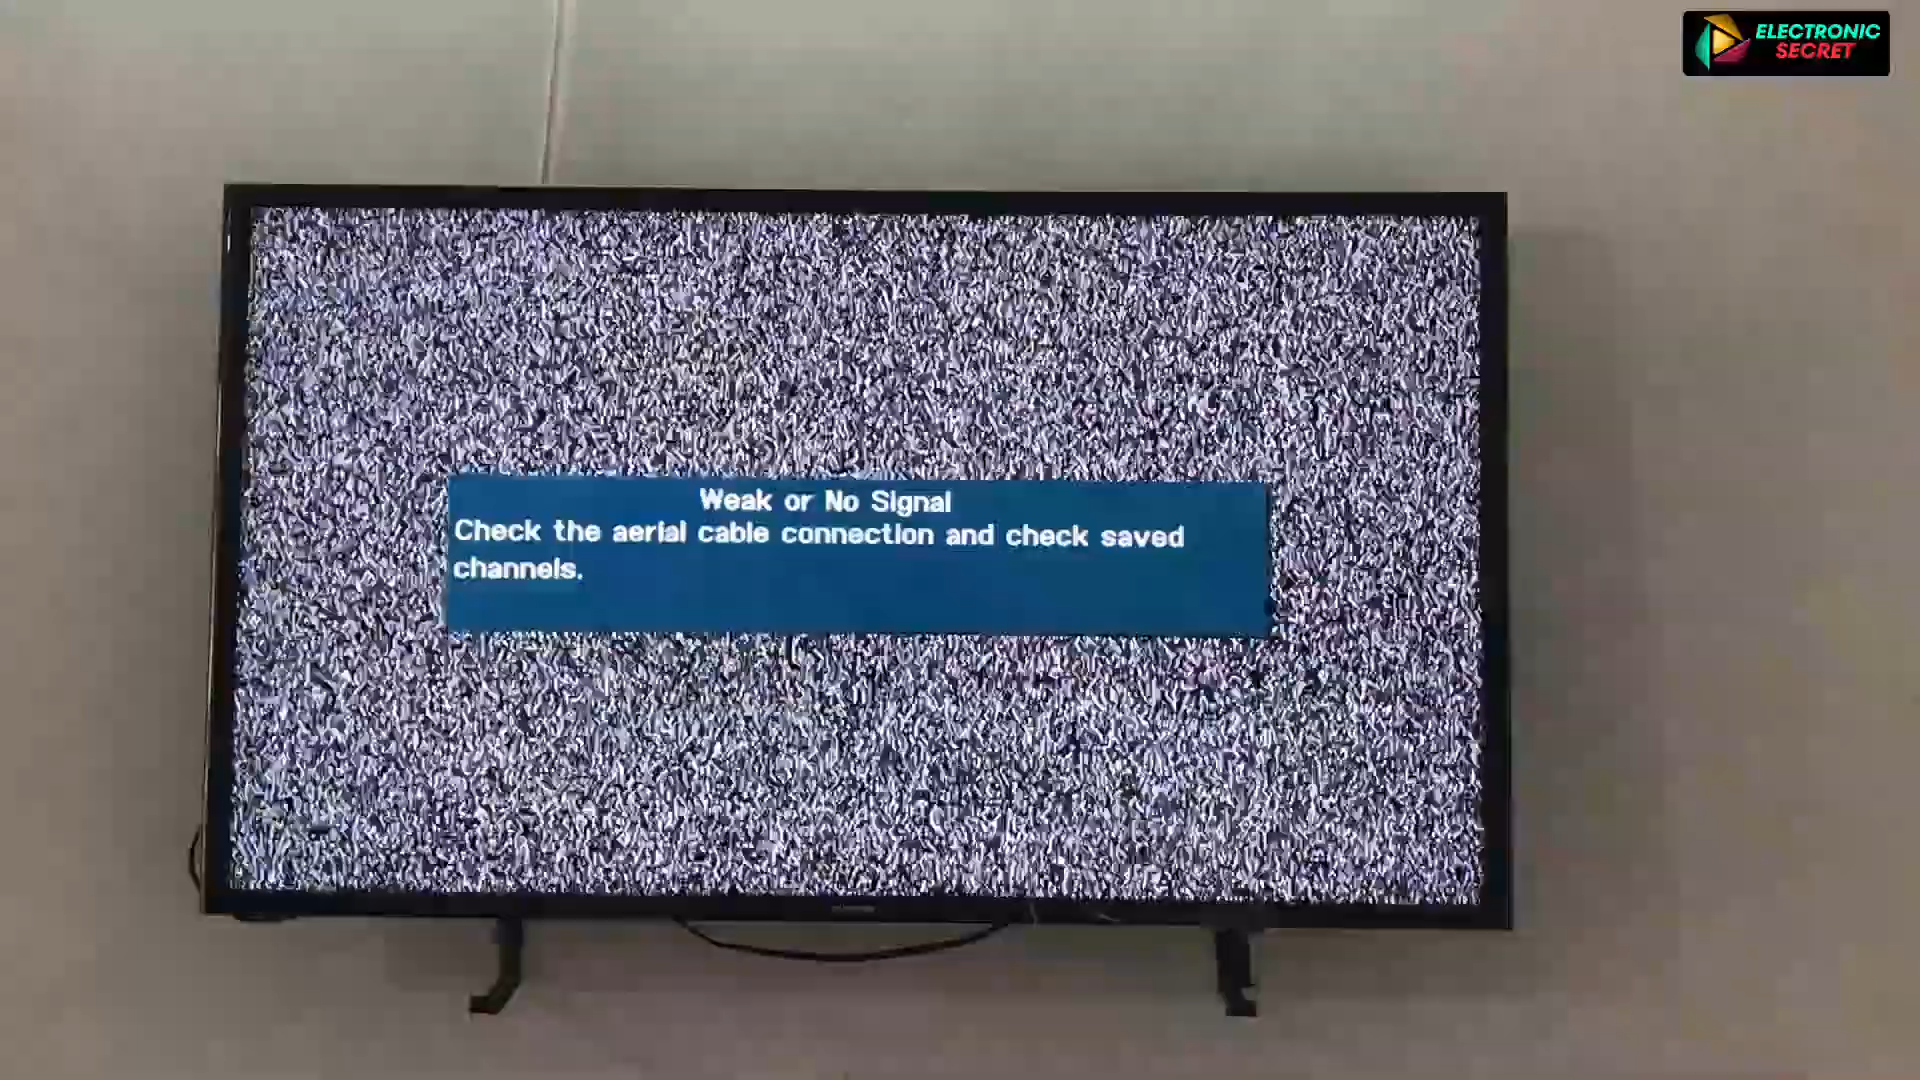 ELECTRONIC
SECRET
Weak or No Signal
Check the aerial cable connection and check saved
channels.